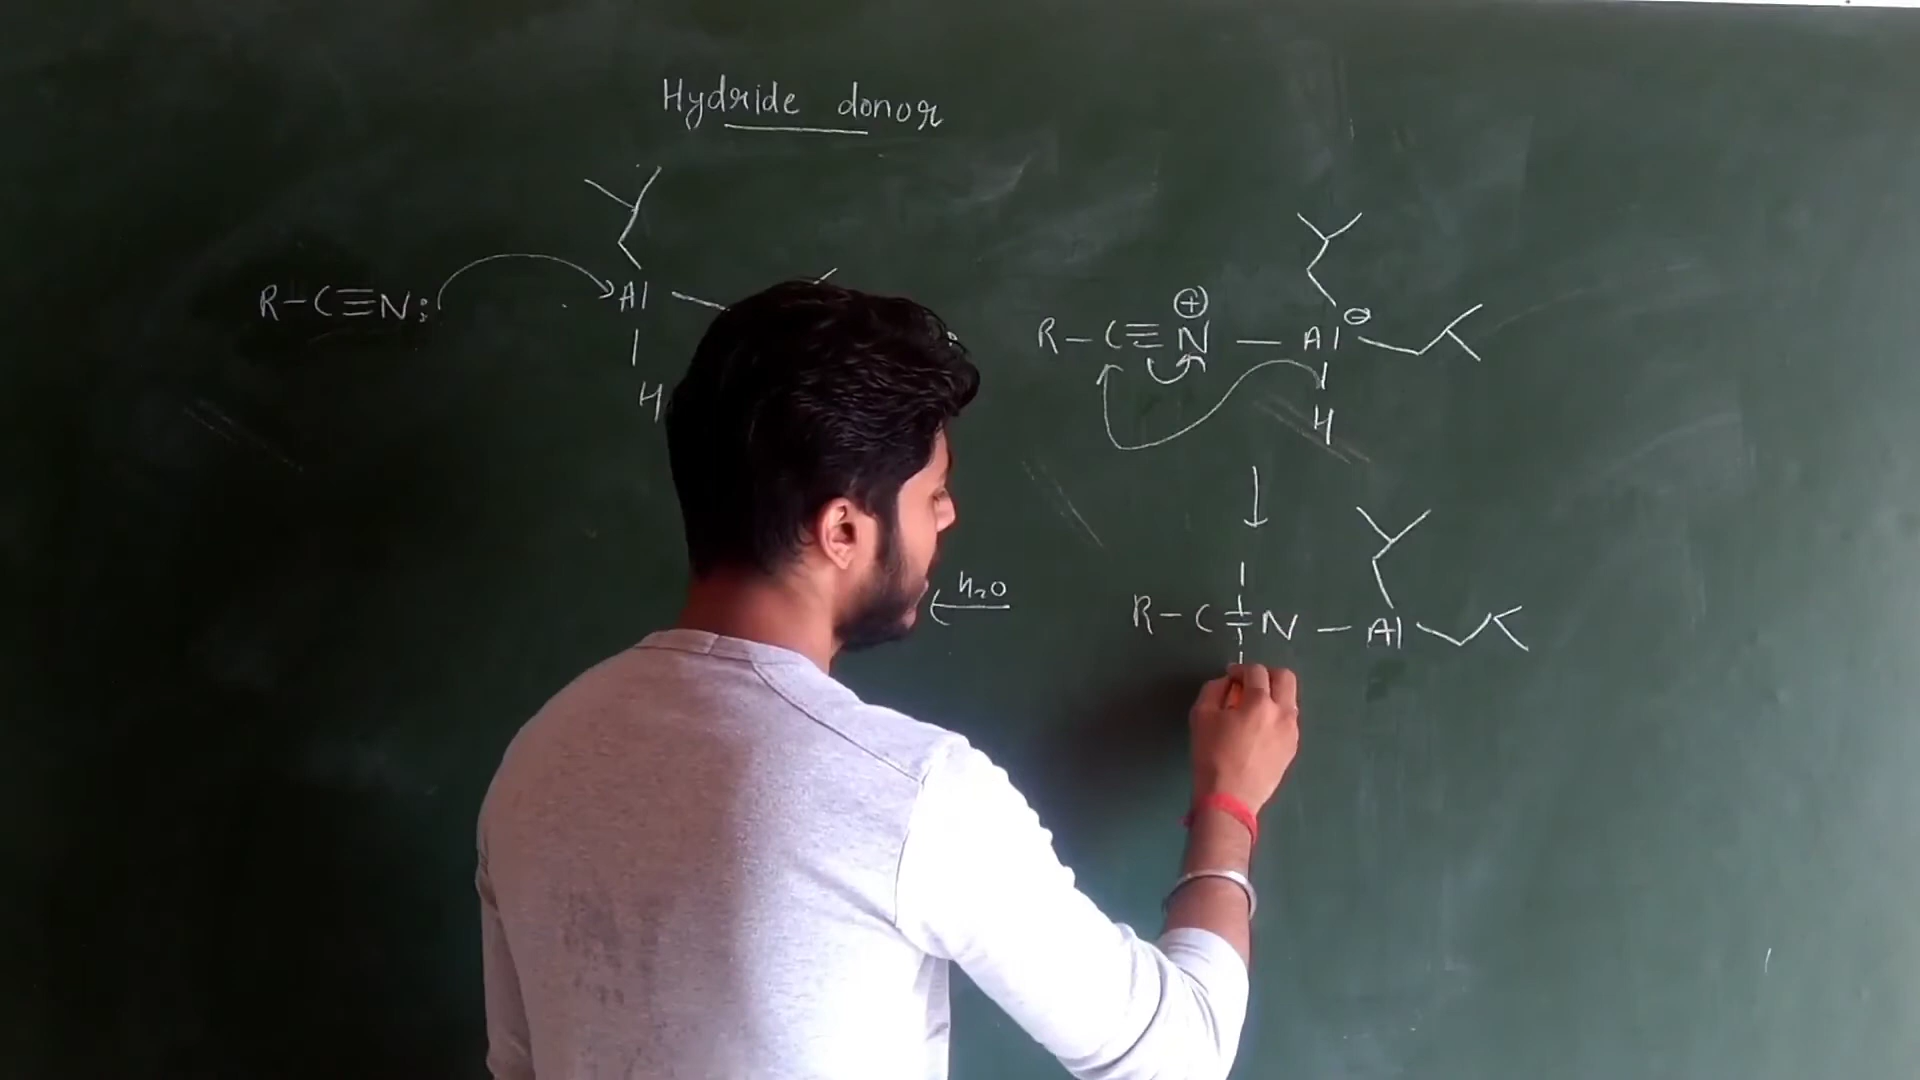 Hydride donor
R-C≡N: Al
H
R-C≡N-Al
⊕ ⊖
H
H₂O
R-C=N-Al